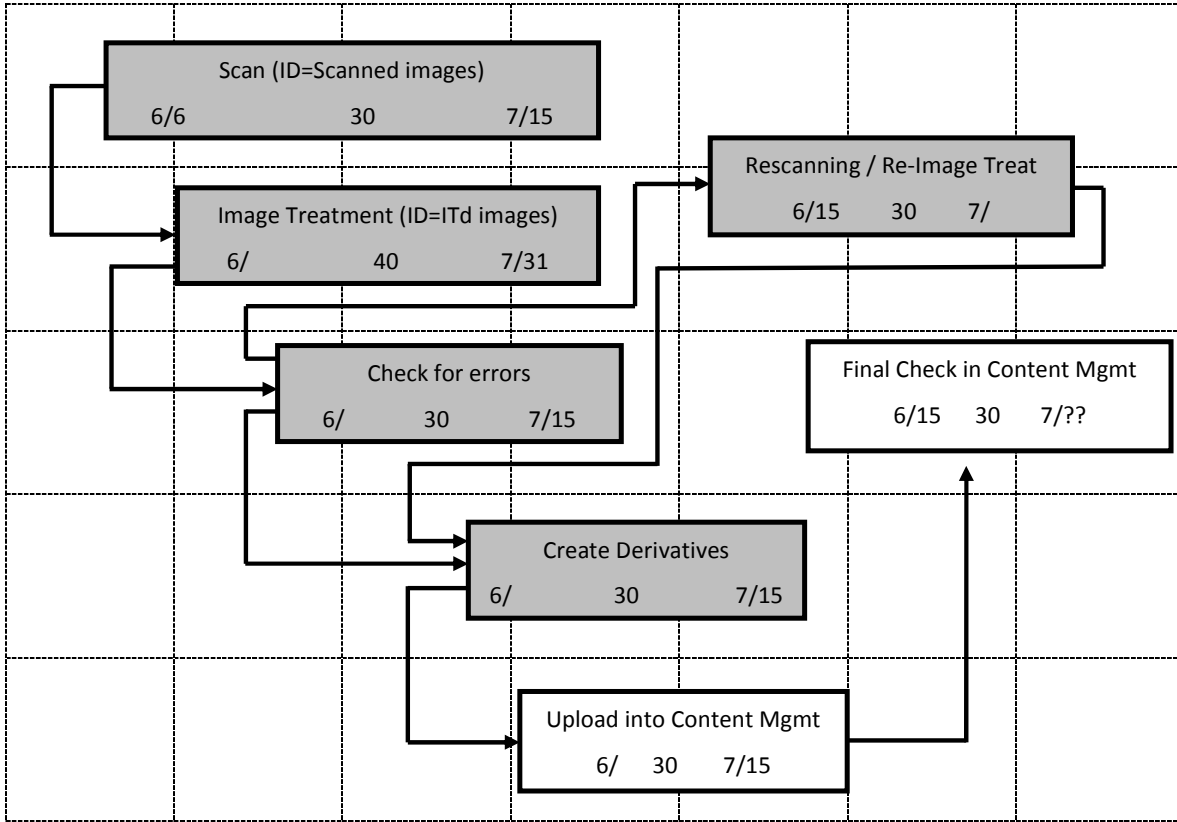 Scan (ID=Scanned images)
6/6 30 7/15
Rescanning / Re-Image Treat
6/15 30 7/
Image Treatment (ID=ITd images)
6/ 40 7/31
Check for errors
6/ 30 7/15
Final Check in Content Mgmt
6/15 30 7/??
Create Derivatives
6/ 30 7/15
Upload into Content Mgmt
6/ 30 7/15